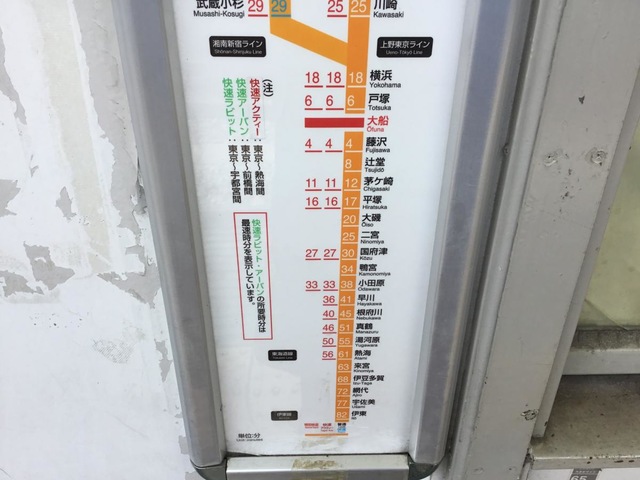 武蔵小杉 29 29 25 25 川崎
Musashi-Kosugi Kawasaki
湘南新宿ライン 上野東京ライン
Shōnan-Shinjuku Line Ueno-Tōkyō Line
18 18 18 横浜
Yokohama
6 6 6 戸塚
Totsuka
大船
Ōfuna
4 4 4 藤沢
Fujisawa
8 辻堂
Tsujidō
11 11 12 茅ケ崎
Chigasaki
16 16 17 平塚
Hiratsuka
20 大磯
Ōiso
25 二宮
Ninomiya
27 27 30 国府津
Kōzu
34 鴨宮
Kamonomiya
33 33 38 小田原
Odawara
36 41 早川
Hayakawa
40 45 根府川
Nebukawa
46 51 真鶴
Manazuru
50 55 湯河原
Yugawara
56 61 熱海
Atami
63 来宮
Kinomiya
68 伊豆多賀
Izu-Taga
72 網代
Ajiro
77 宇佐美
Usami
82 伊東
Itō
(注)
快速アクティー:東京〜熱海間
快速アーバン:東京〜前橋間
快速ラビット:東京〜宇都宮間
快速ラビット・アーバンの所要時分は
最速時分を表示しています。
東海道線
伊東線
単位:分